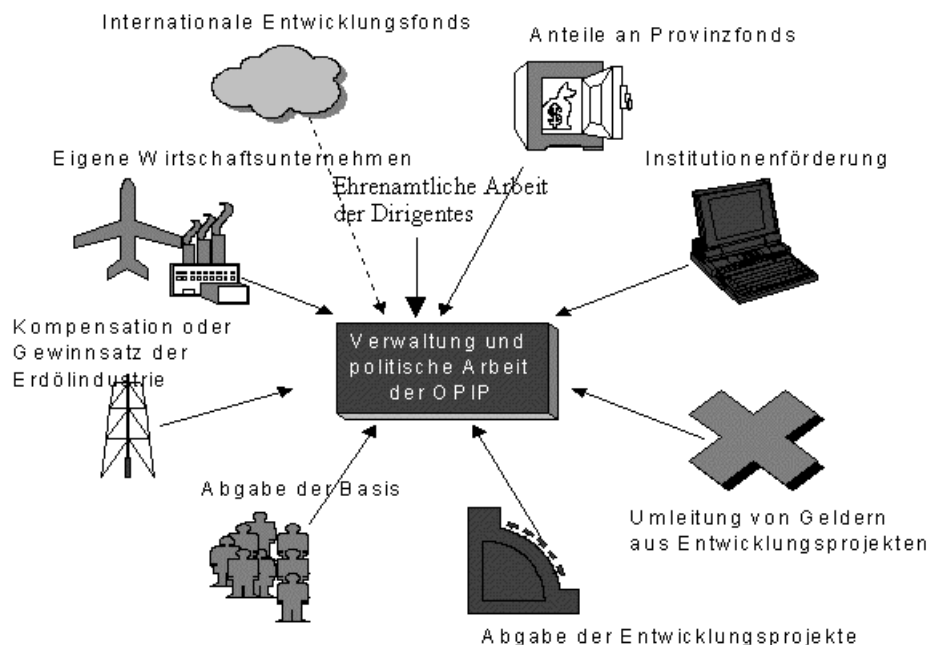 Internationale Entwicklungsfonds
Anteile an Provinzfonds
Eigene Wirtschaftsunternehmen
Institutionenförderung
Ehrenamtliche Arbeit
der Dirigentes
$
Kompensation oder
Gewinnsatz der
Erdölindustrie
Verwaltung und
politische Arbeit
der OPIP
Abgabe der Basis
Umleitung von Geldern
aus Entwicklungsprojekten
Abgabe der Entwicklungsprojekte